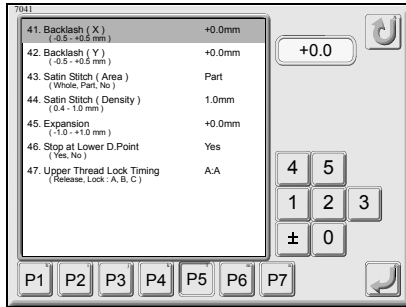 7041
41. Backlash ( X ) +0.0mm
( -0.5 - +0.5 mm )
42. Backlash ( Y ) +0.0mm
( -0.5 - +0.5 mm )
43. Satin Stitch ( Area ) Part
( Whole, Part, No )
44. Satin Stitch ( Density ) 1.0mm
( 0.4 - 1.0 mm )
45. Expansion +0.0mm
( -1.0 - +1.0 mm )
46. Stop at Lower D.Point Yes
( Yes, No )
47. Upper Thread Lock Timing A:A
( Release, Lock : A, B, C )
+0.0
4 5
1 2 3
± 0
P1 P2 P3 P4 P5 P6 P7